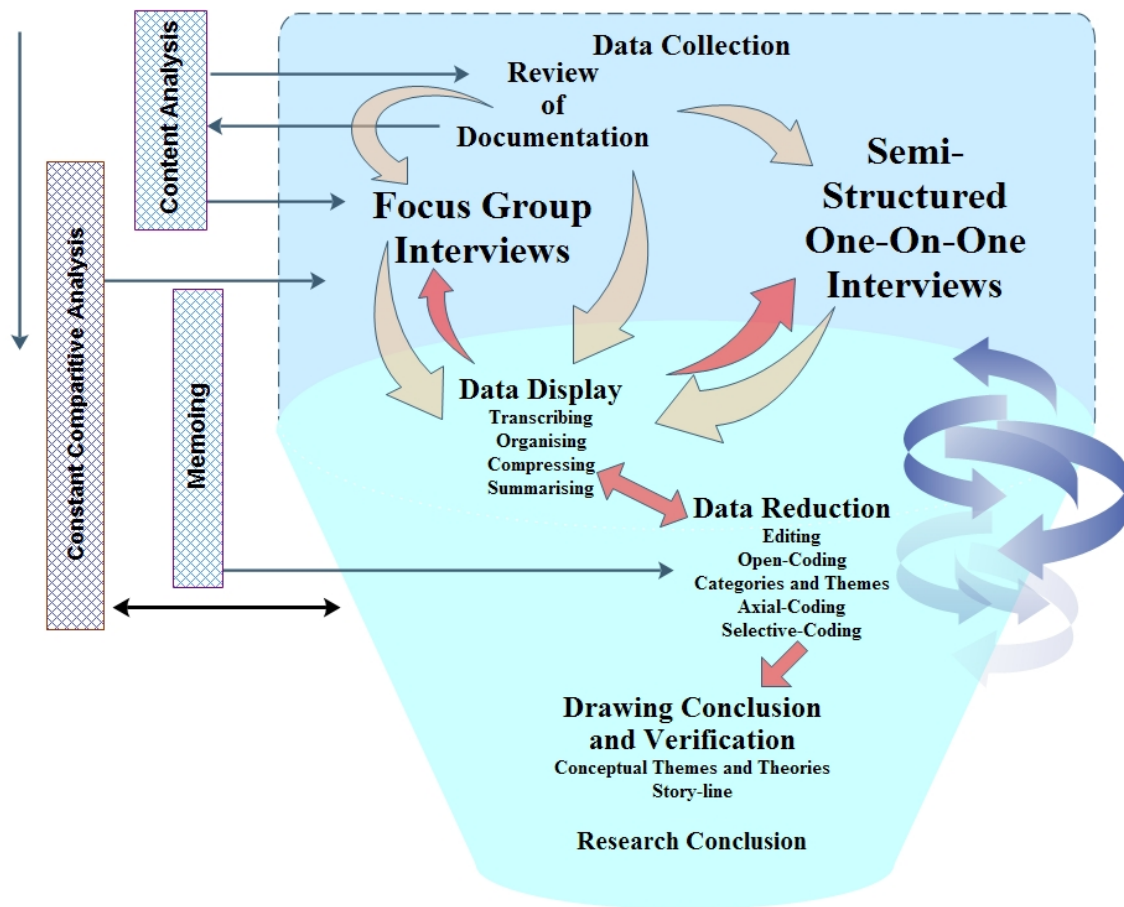 Data Collection
Review
of
Documentation
Content Analysis
Focus Group
Interviews
Semi-
Structured
One-On-One
Interviews
Constant Comparitive Analysis
Memoing
Data Display
Transcribing
Organising
Compressing
Summarising
Data Reduction
Editing
Open-Coding
Categories and Themes
Axial-Coding
Selective-Coding
Drawing Conclusion
and Verification
Conceptual Themes and Theories
Story-line
Research Conclusion